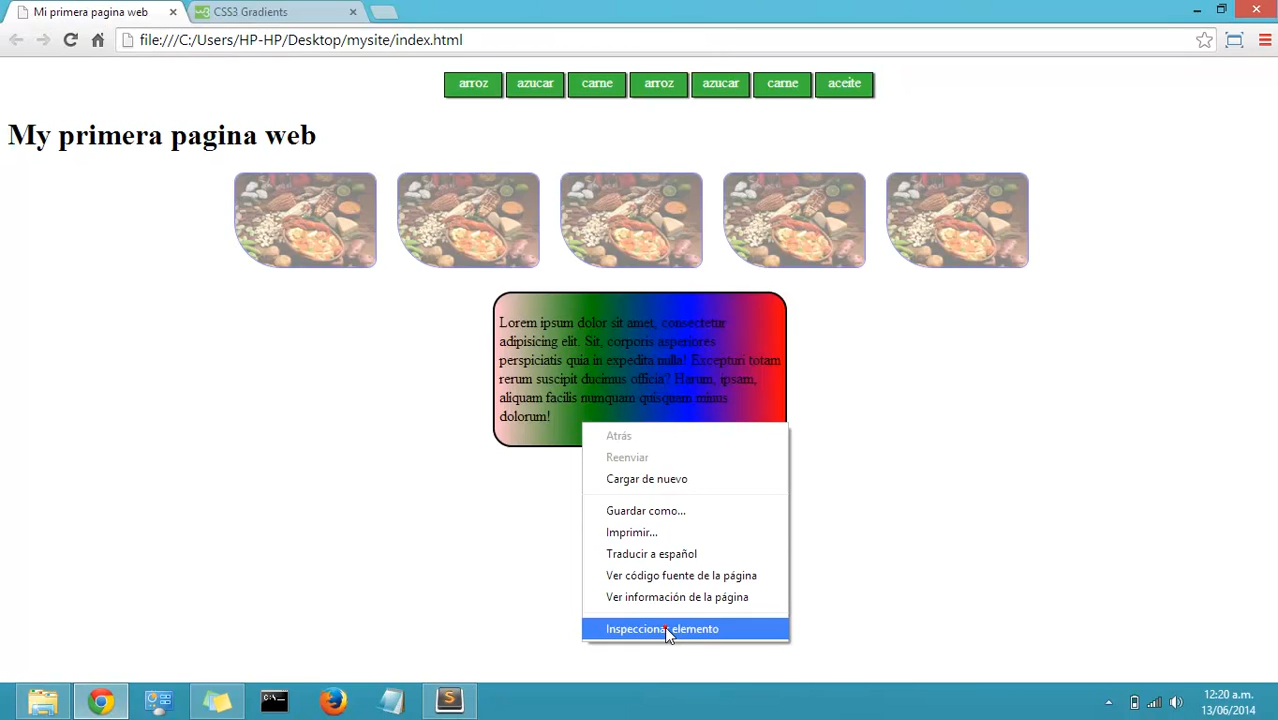 Mi primera pagina web
CSS3 Gradients
file:///C:/Users/HP-HP/Desktop/mysite/index.html
arroz azucar carne arroz azucar carne aceite
My primera pagina web
Lorem ipsum dolor sit amet, consectetur
adipisicing elit. Sit, corporis asperiores
perspiciatis quia in expedita nulla! Excepturi totam
rerum suscipit ducimus officia? Harum, ipsam,
aliquam facilis numquam quisquam minus
dolorum!
Atrás
Reenviar
Cargar de nuevo
Guardar como...
Imprimir...
Traducir a español
Ver código fuente de la página
Ver información de la página
Inspeccionar elemento
12:20 a.m.
13/06/2014